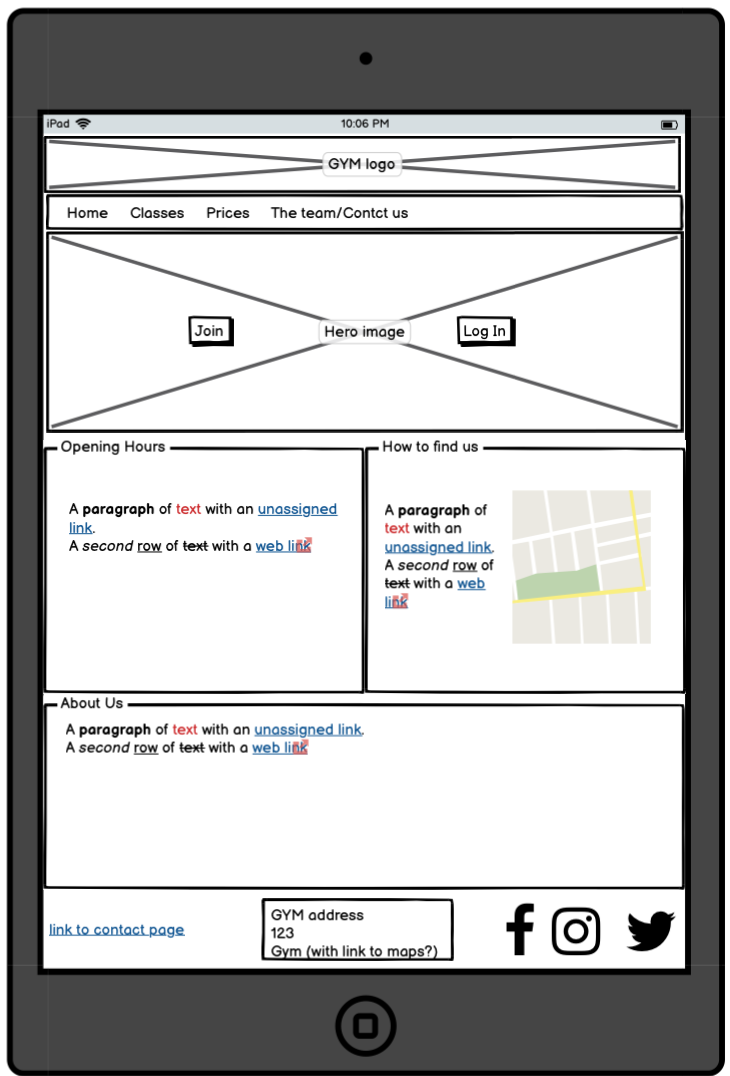 iPad 10:06 PM
GYM logo
Home Classes Prices The team/Contct us
Join Hero image Log In
Opening Hours
A paragraph of text with an unassigned
link.
A second row of text with a web link
How to find us
A paragraph of
text with an
unassigned link.
A second row of
text with a web
link
About Us
A paragraph of text with an unassigned link.
A second row of text with a web link
link to contact page
GYM address
123
Gym (with link to maps?)